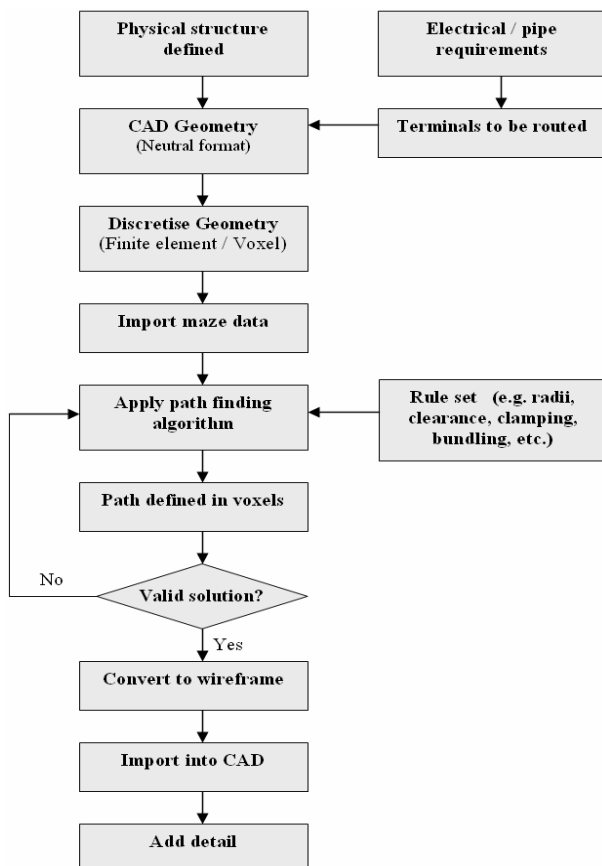 Physical structure
defined
Electrical / pipe
requirements
CAD Geometry
(Neutral format)
Terminals to be routed
Discretise Geometry
(Finite element / Voxel)
Import maze data
Apply path finding
algorithm
Rule set (e.g. radii,
clearance, clamping,
bundling, etc.)
Path defined in voxels
No
Valid solution?
Yes
Convert to wireframe
Import into CAD
Add detail